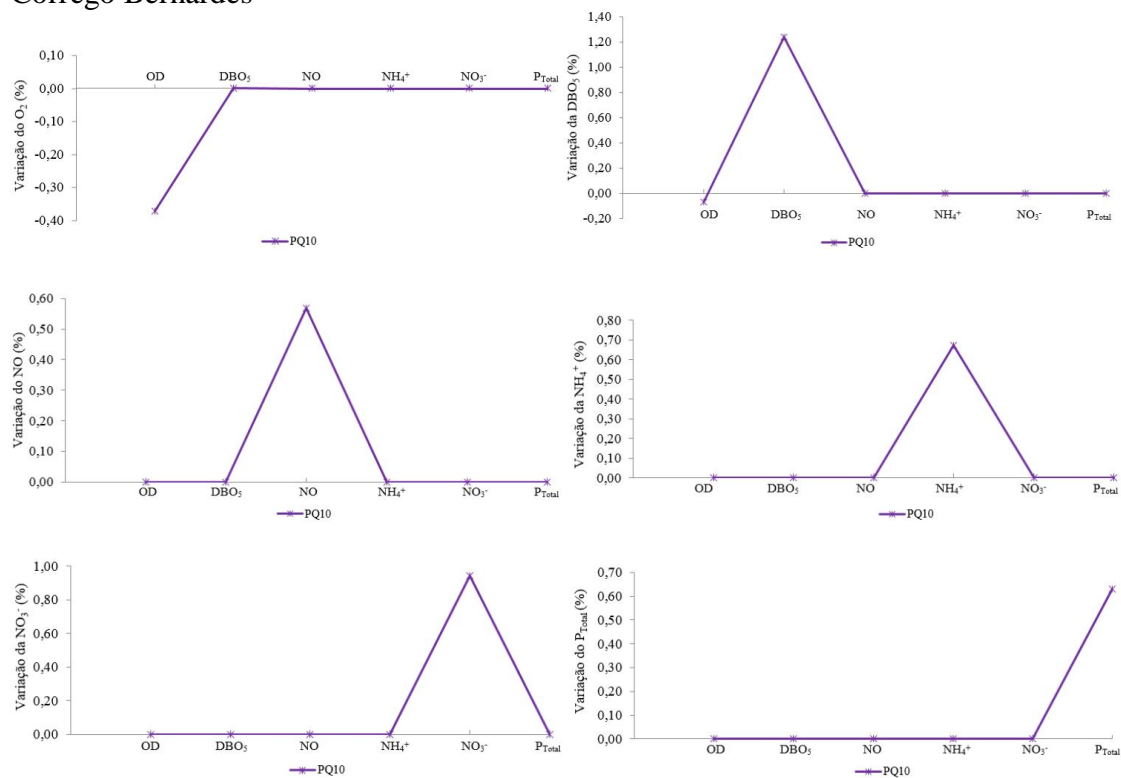 Córrego Bernardes
Variação do O₂ (%)
0,10
0,00
-0,10
-0,20
-0,30
-0,40
OD DBO₅ NO NH₄⁺ NO₃⁻ P_Total
PQ10
Variação da DBO₅ (%)
1,40
1,20
1,00
0,80
0,60
0,40
0,20
0,00
-0,20
OD DBO₅ NO NH₄⁺ NO₃⁻ P_Total
PQ10
Variação do NO (%)
0,60
0,50
0,40
0,30
0,20
0,10
0,00
OD DBO₅ NO NH₄⁺ NO₃⁻ P_Total
PQ10
Variação da NH₄⁺ (%)
0,80
0,70
0,60
0,50
0,40
0,30
0,20
0,10
0,00
OD DBO₅ NO NH₄⁺ NO₃⁻ P_Total
PQ10
Variação da NO₃⁻ (%)
1,00
0,80
0,60
0,40
0,20
0,00
OD DBO₅ NO NH₄⁺ NO₃⁻ P_Total
PQ10
Variação do P_Total (%)
0,70
0,60
0,50
0,40
0,30
0,20
0,10
0,00
OD DBO₅ NO NH₄⁺ NO₃⁻ P_Total
PQ10